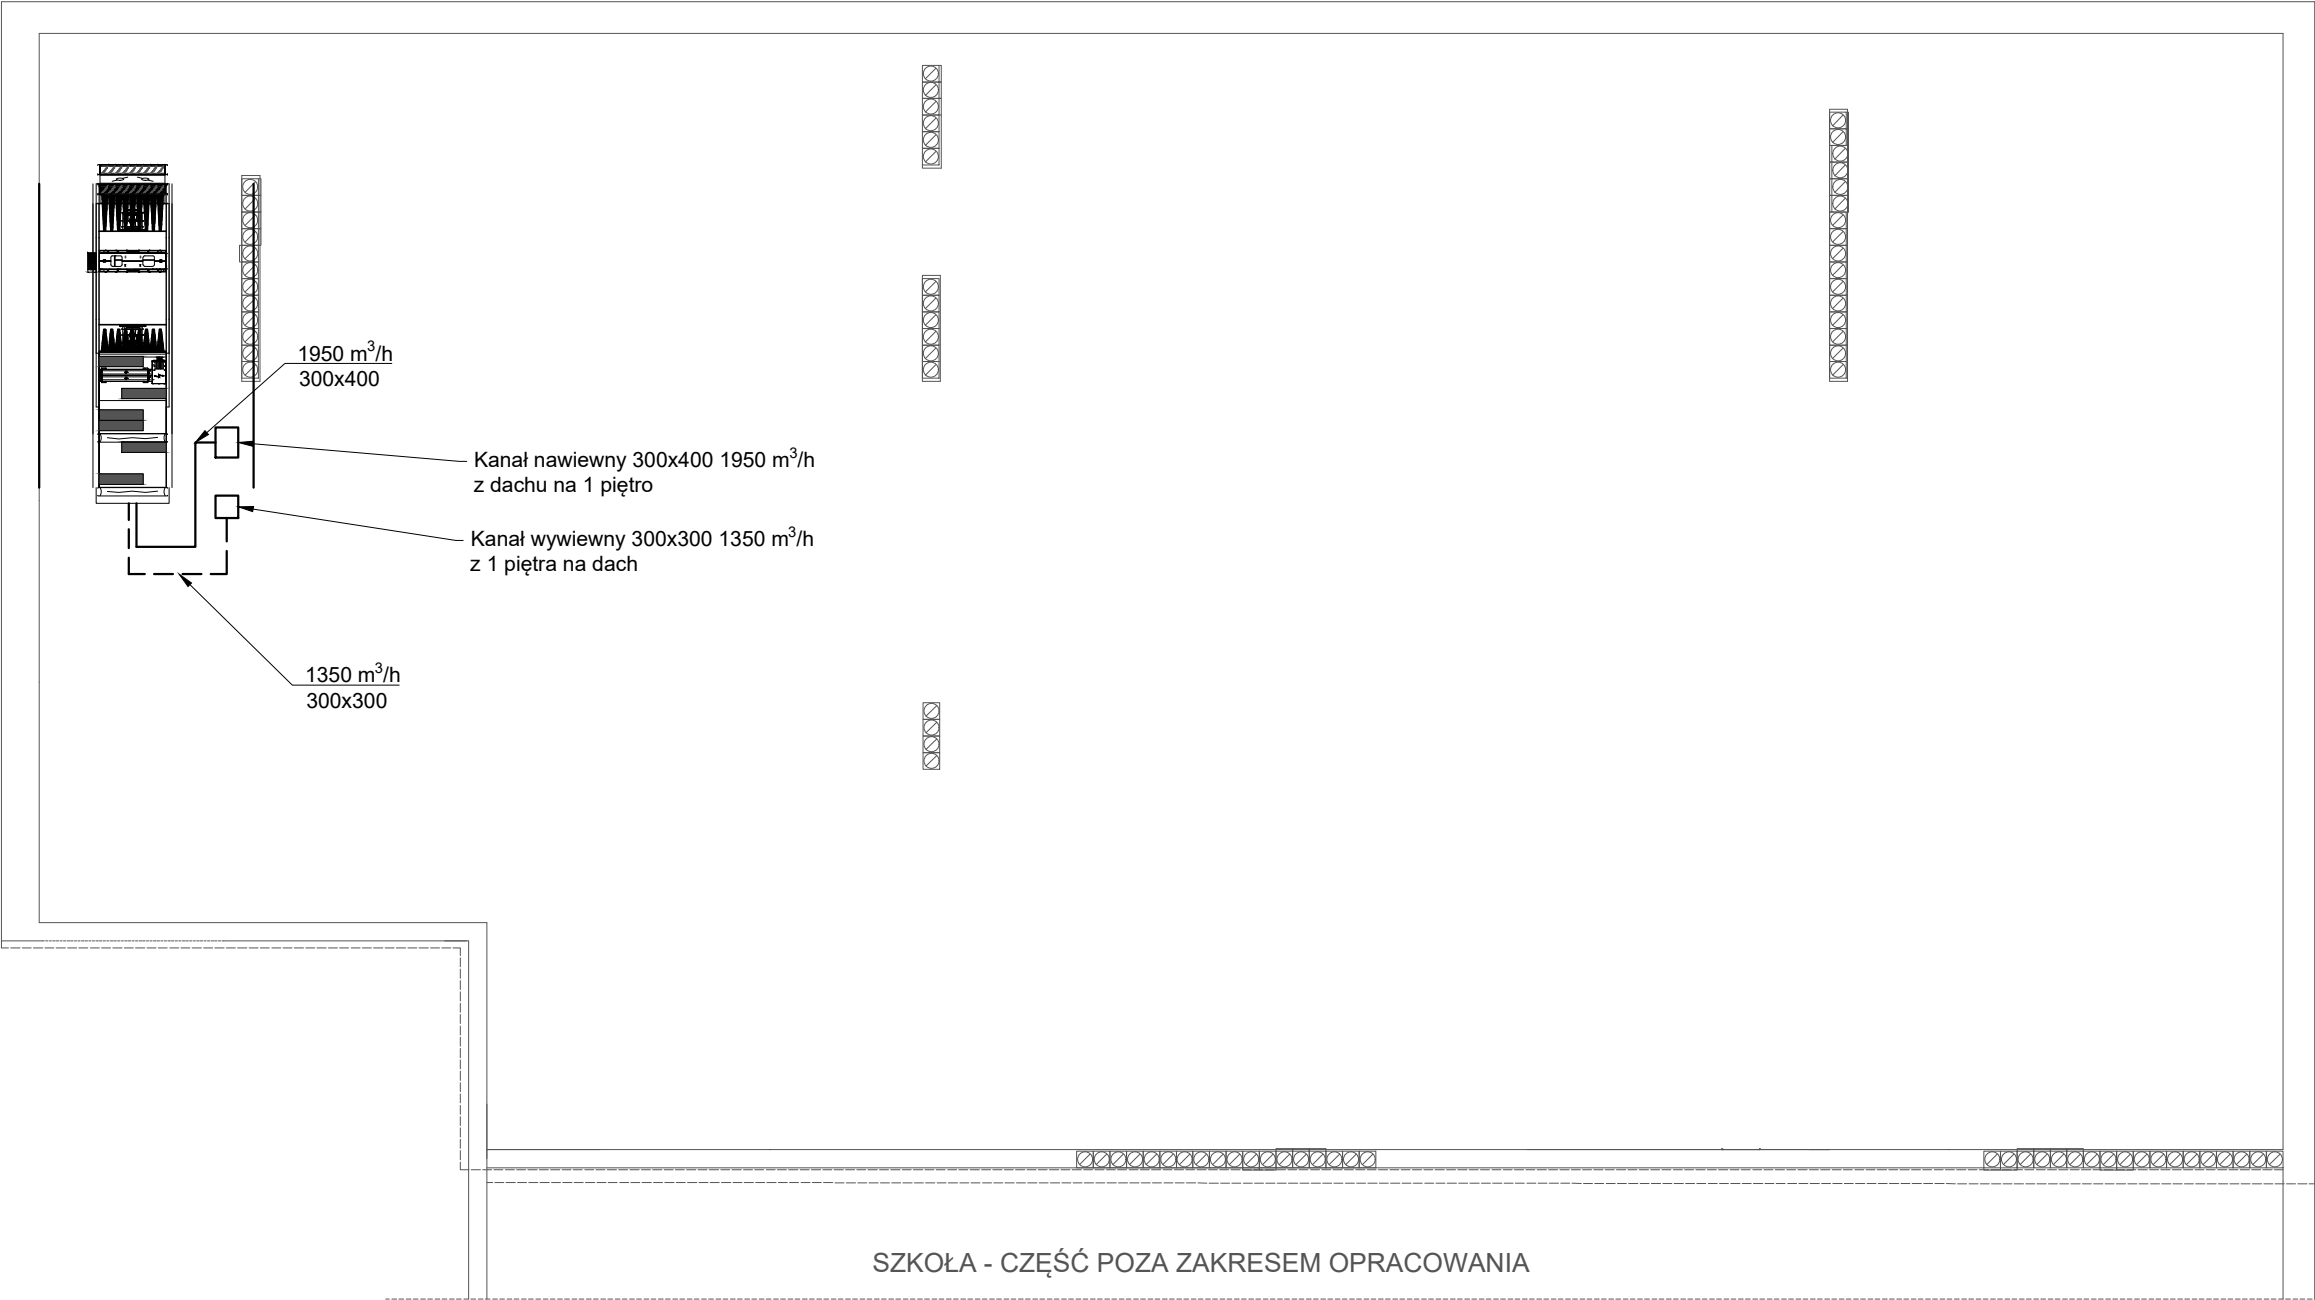 1950 m³/h
300x400
Kanał nawiewny 300x400 1950 m³/h
z dachu na 1 piętro
Kanał wywiewny 300x300 1350 m³/h
z 1 piętra na dach
1350 m³/h
300x300
SZKOŁA - CZĘŚĆ POZA ZAKRESEM OPRACOWANIA